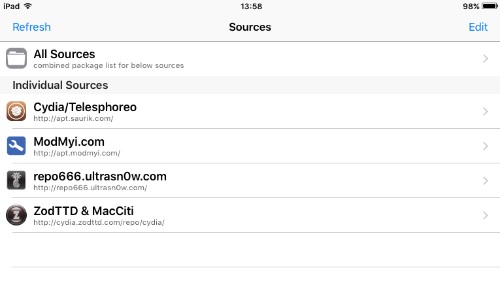 iPad 13:58 98%
Refresh Sources Edit
All Sources
combined package list for below sources
Individual Sources
Cydia/Telesphoreo
http://apt.saurik.com/
ModMyi.com
http://apt.modmyi.com/
repo666.ultrasn0w.com
http://repo666.ultrasn0w.com/
ZodTTD & MacCiti
http://cydia.zodttd.com/repo/cydia/